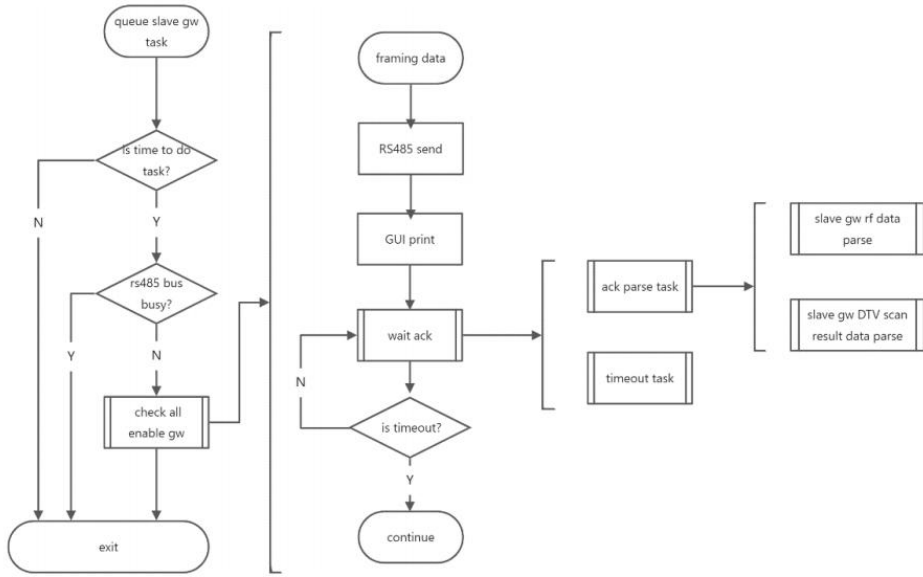 queue slave gw
task
Is time to do
task?
N
Y
rs485 bus
busy?
Y
N
check all
enable gw
exit
framing data
RS485 send
GUI print
wait ack
N
is timeout?
Y
continue
ack parse task
timeout task
slave gw rf data
parse
slave gw DTV scan
result data parse